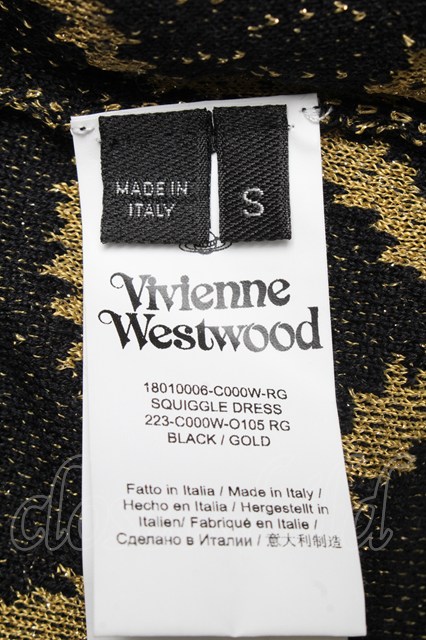 MADE IN
ITALY
S
Vivienne
Westwood
18010006-C000W-RG
SQUIGGLE DRESS
223-C000W-O105 RG
BLACK / GOLD
Fatto in Italia / Made in Italy /
Hecho en Italia / Hergestellt in
Italien/ Fabriqué en Italie /
Сделано в Италии / 意大利制造